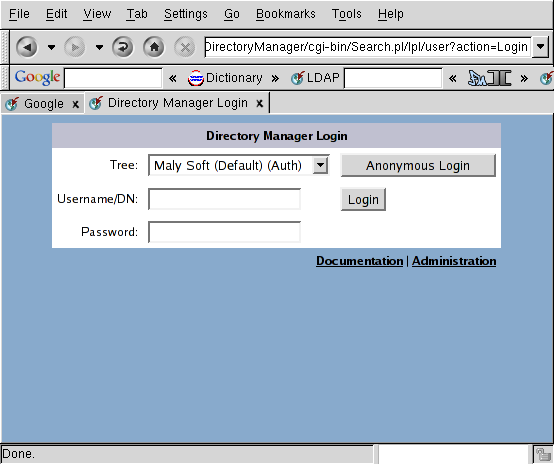 File Edit View Tab Settings Go Bookmarks Tools Help
DirectoryManager/cgi-bin/Search.pl/lpl/user?action=Login
Google « Dictionary » LDAP « »
Google x Directory Manager Login x
Directory Manager Login
Tree: Maly Soft (Default) (Auth) Anonymous Login
Username/DN: Login
Password:
Documentation | Administration
Done.